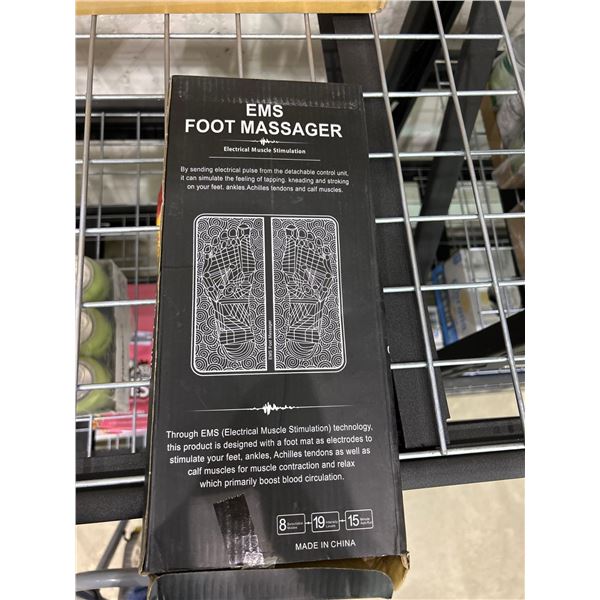 EMS
FOOT MASSAGER
Electrical Muscle Stimulation
By sending electrical pulse from the detachable control unit,
it can simulate the feeling of tapping, kneading and stroking
on your feet. ankles.Achilles tendons and calf muscles.
EMS Foot Massager
Through EMS (Electrical Muscle Stimulation) technology,
this product is designed with a foot mat as electrodes to
stimulate your feet, ankles, Achilles tendons as well as
calf muscles for muscle contraction and relax
which primarily boost blood circulation.
8 19 15
MADE IN CHINA